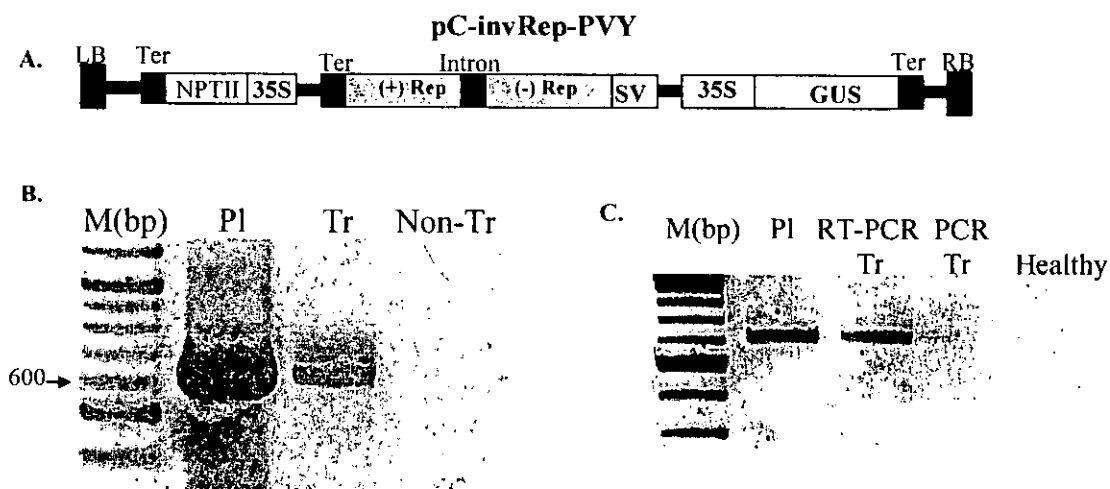 pC-invRep-PVY
A.
LB Ter Ter Intron Ter RB
NPTII 35S (+) Rep (-) Rep SV 35S GUS
B.
M(bp) Pl Tr Non-Tr
600
C.
M(bp) Pl RT-PCR PCR
Tr Tr Healthy